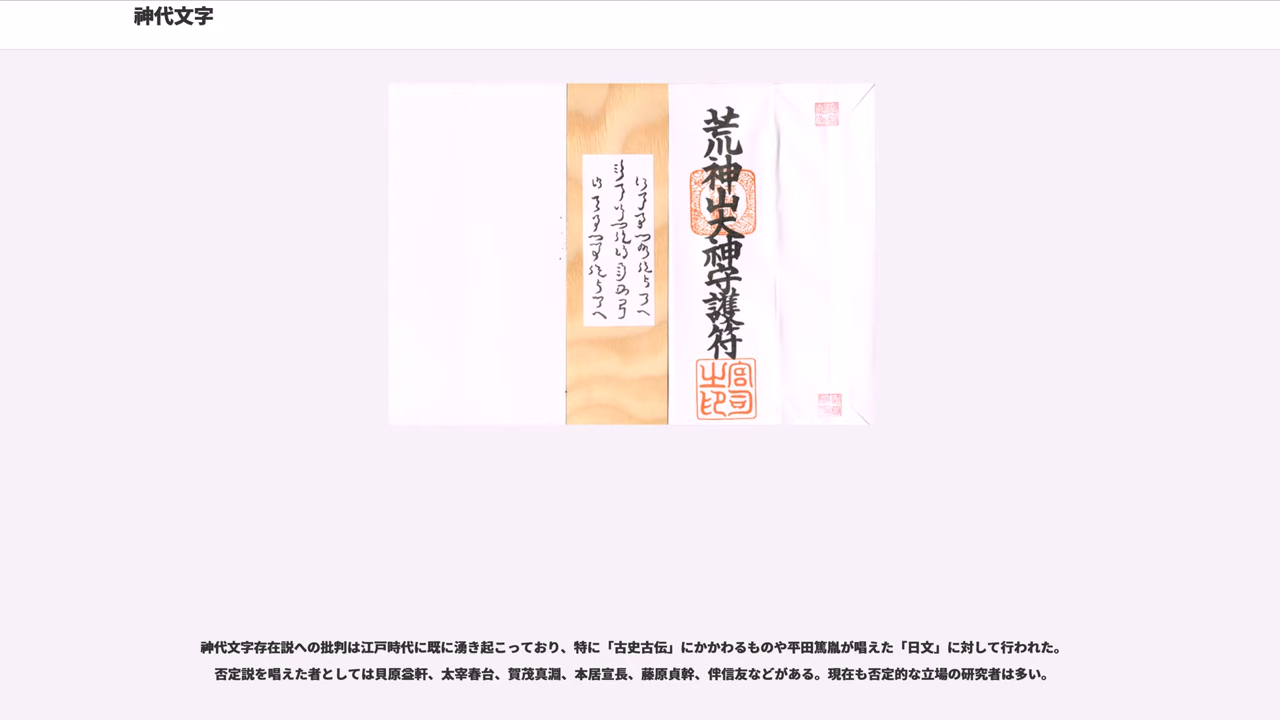 神代文字
荒神山大神守護符
宮司之印
神代文字存在説への批判は江戸時代に既に湧き起こっており、特に「古史古伝」にかかわるものや平田篤胤が唱えた「日文」に対して行われた。
否定説を唱えた者としては貝原益軒、太宰春台、賀茂真淵、本居宣長、藤原貞幹、伴信友などがある。現在も否定的な立場の研究者は多い。